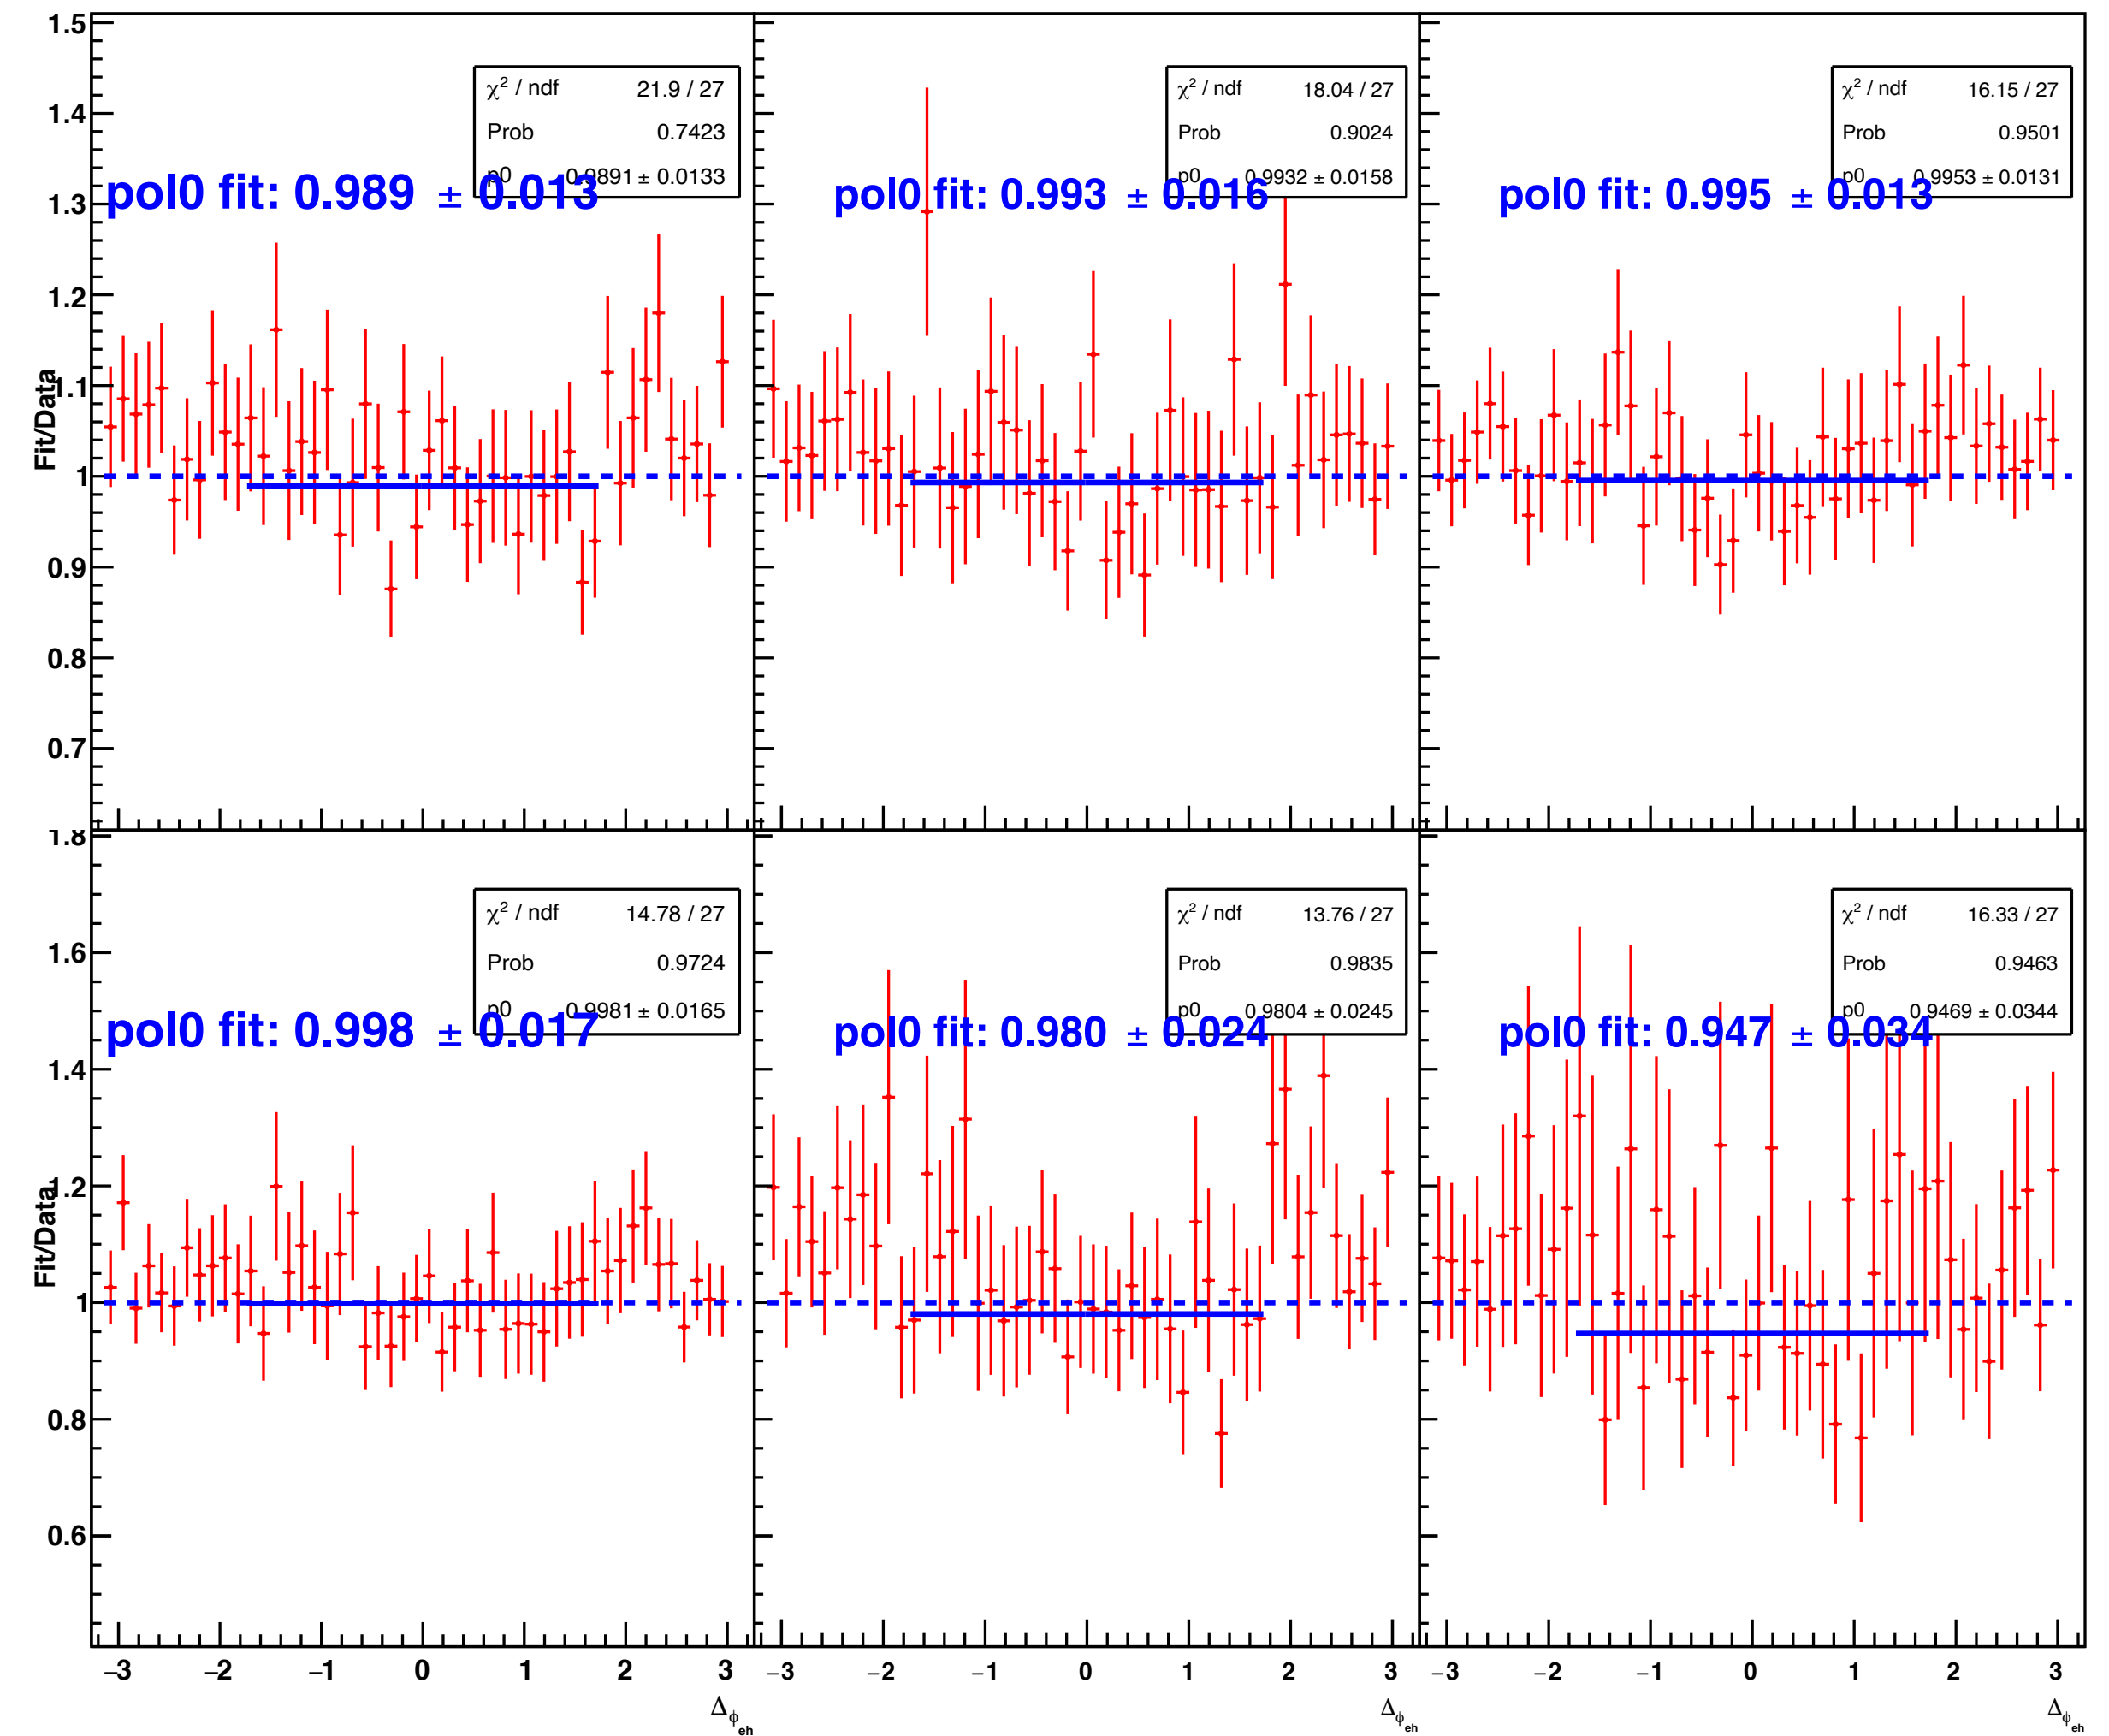 1.5
1.4
1.3
1.2
1.1
1
0.9
0.8
0.7
Fit/Data
χ² / ndf 21.9 / 27
Prob 0.7423
p0 0.9891 ± 0.0133
pol0 fit: 0.989 ± 0.013
χ² / ndf 18.04 / 27
Prob 0.9024
p0 0.9932 ± 0.0158
pol0 fit: 0.993 ± 0.016
χ² / ndf 16.15 / 27
Prob 0.9501
p0 0.9953 ± 0.0131
pol0 fit: 0.995 ± 0.013
1.8
1.6
1.4
1.2
1
0.8
0.6
Fit/Data
χ² / ndf 14.78 / 27
Prob 0.9724
p0 0.9981 ± 0.0165
pol0 fit: 0.998 ± 0.017
χ² / ndf 13.76 / 27
Prob 0.9835
p0 0.9804 ± 0.0245
pol0 fit: 0.980 ± 0.024
χ² / ndf 16.33 / 27
Prob 0.9463
p0 0.9469 ± 0.0344
pol0 fit: 0.947 ± 0.034
−3 −2 −1 0 1 2 3
Δϕeh
−3 −2 −1 0 1 2 3
Δϕeh
−3 −2 −1 0 1 2 3
Δϕeh